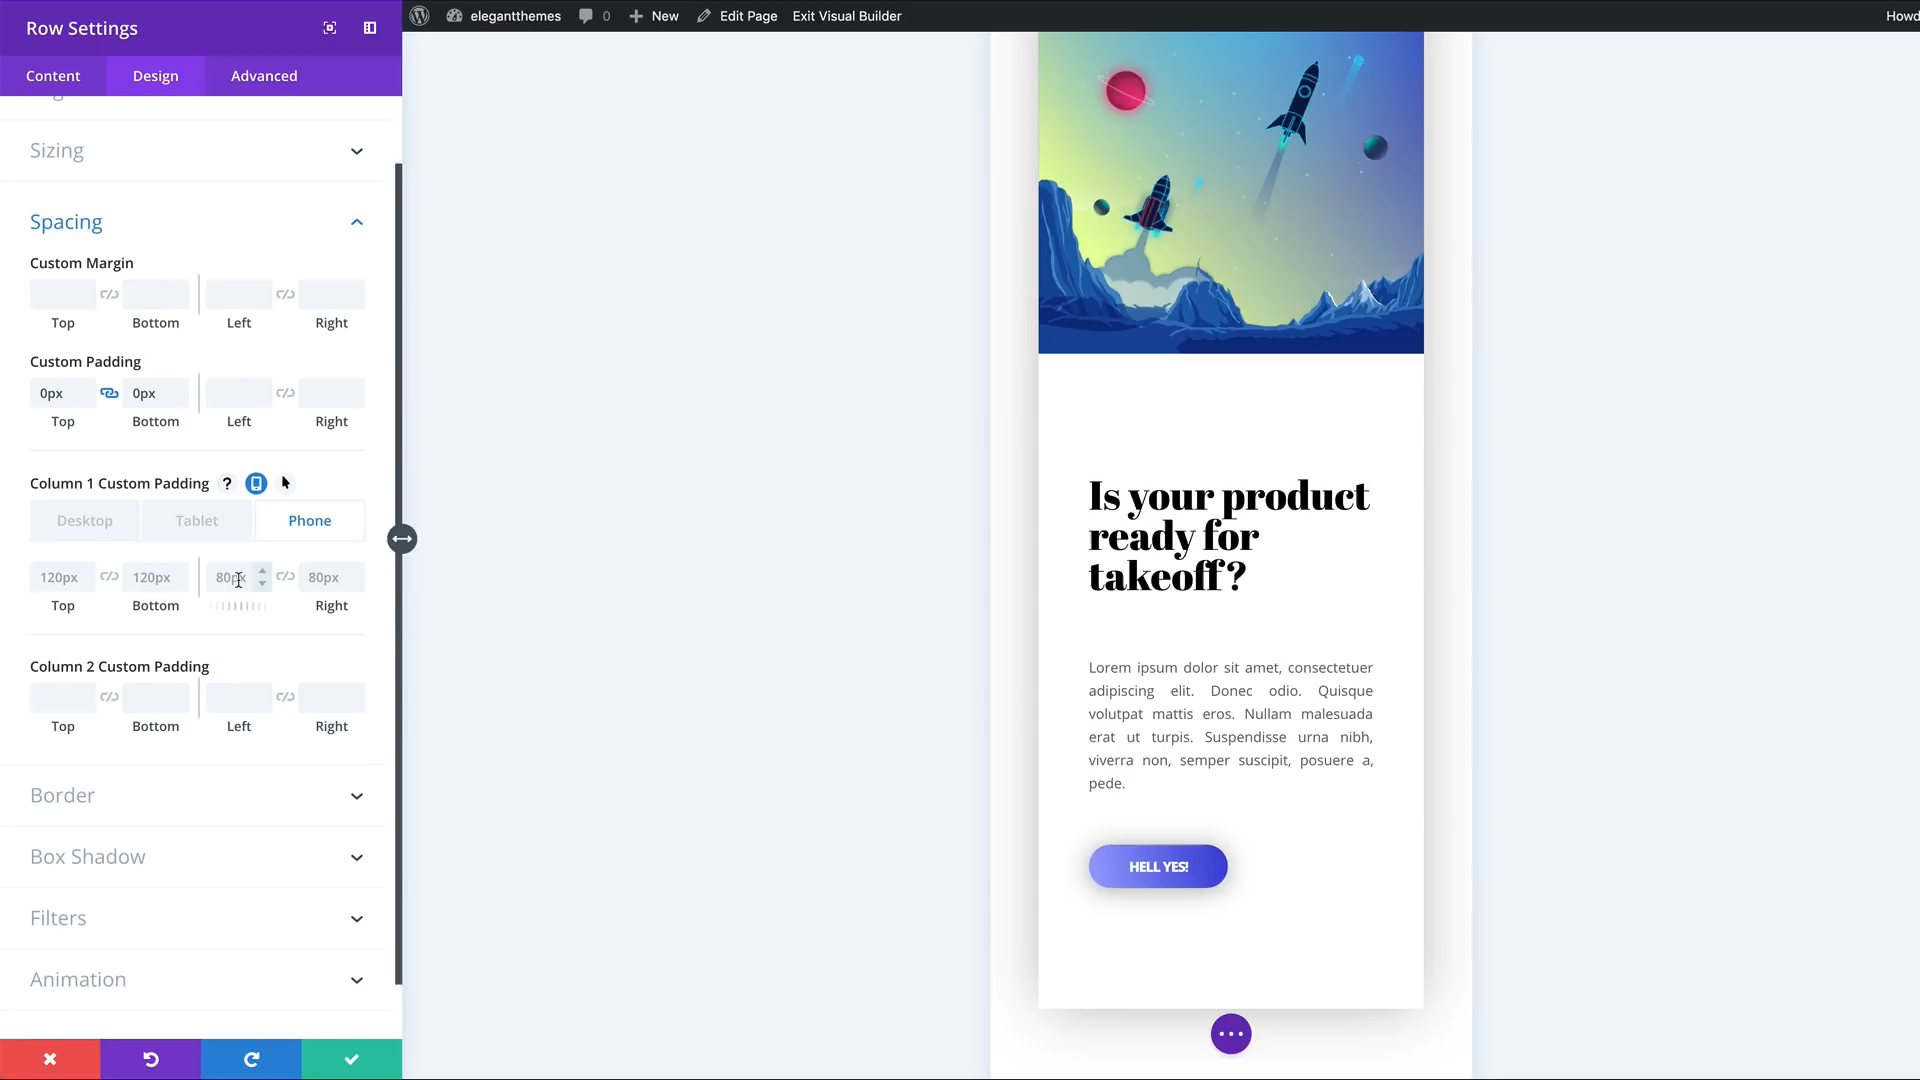 Row Settings
elegantthemes
0
New
Edit Page
Exit Visual Builder
Howd
Content
Design
Advanced
Sizing
Spacing
Custom Margin
Top
Bottom
Left
Right
Custom Padding
0px
0px
Top
Bottom
Left
Right
Column 1 Custom Padding
?
Desktop
Tablet
Phone
120px
120px
80px
80px
Top
Bottom
Right
Column 2 Custom Padding
Top
Bottom
Left
Right
Border
Box Shadow
Filters
Animation
Is your product
ready for
takeoff?
Lorem ipsum dolor sit amet, consectetuer
adipiscing elit. Donec odio. Quisque
volutpat mattis eros. Nullam malesuada
erat ut turpis. Suspendisse urna nibh,
viverra non, semper suscipit, posuere a,
pede.
HELL YES!